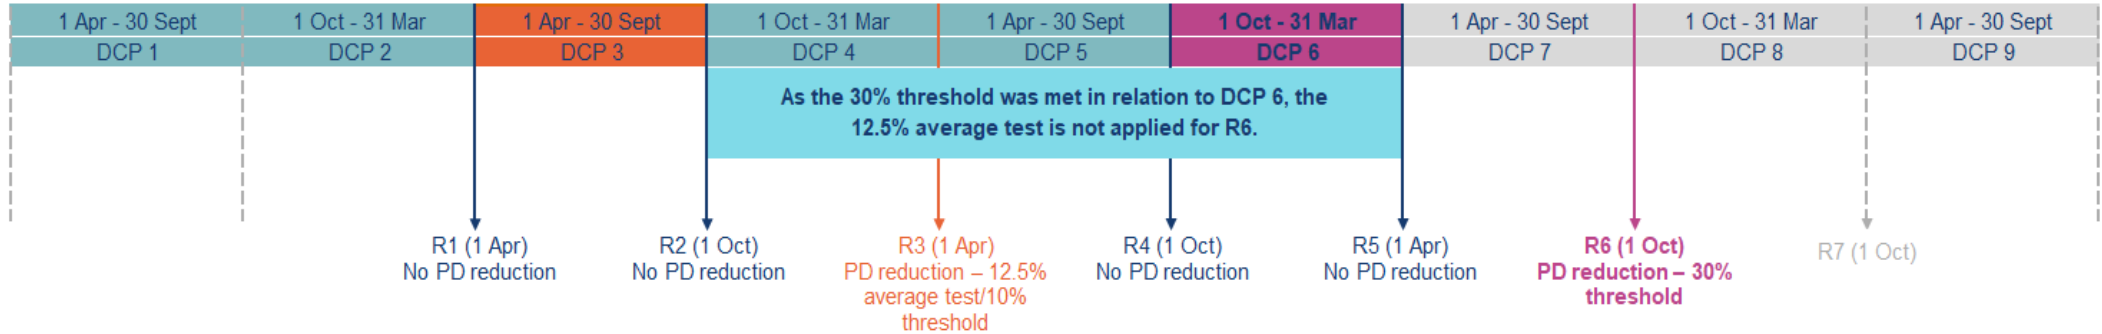 1 Apr - 30 Sept
1 Oct - 31 Mar
1 Apr - 30 Sept
1 Oct - 31 Mar
1 Apr - 30 Sept
1 Oct - 31 Mar
1 Apr - 30 Sept
1 Oct - 31 Mar
1 Apr - 30 Sept
DCP 1
DCP 2
DCP 3
DCP 4
DCP 5
DCP 6
DCP 7
DCP 8
DCP 9
As the 30% threshold was met in relation to DCP 6, the
12.5% average test is not applied for R6.
R1 (1 Apr)
No PD reduction
R2 (1 Oct)
No PD reduction
R3 (1 Apr)
PD reduction – 12.5%
average test/10%
threshold
R4 (1 Oct)
No PD reduction
R5 (1 Apr)
No PD reduction
R6 (1 Oct)
PD reduction – 30%
threshold
R7 (1 Oct)